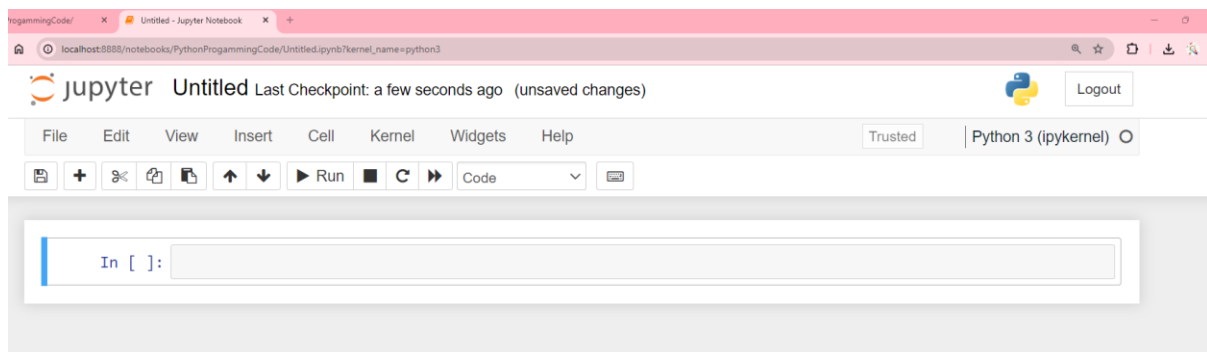 rogammingCode/ Untitled - Jupyter Notebook
localhost:8888/notebooks/PythonProgammingCode/Untitled.ipynb?kernel_name=python3
jupyter Untitled Last Checkpoint: a few seconds ago (unsaved changes) Logout
File Edit View Insert Cell Kernel Widgets Help Trusted Python 3 (ipykernel)
Run Code
In [ ]: